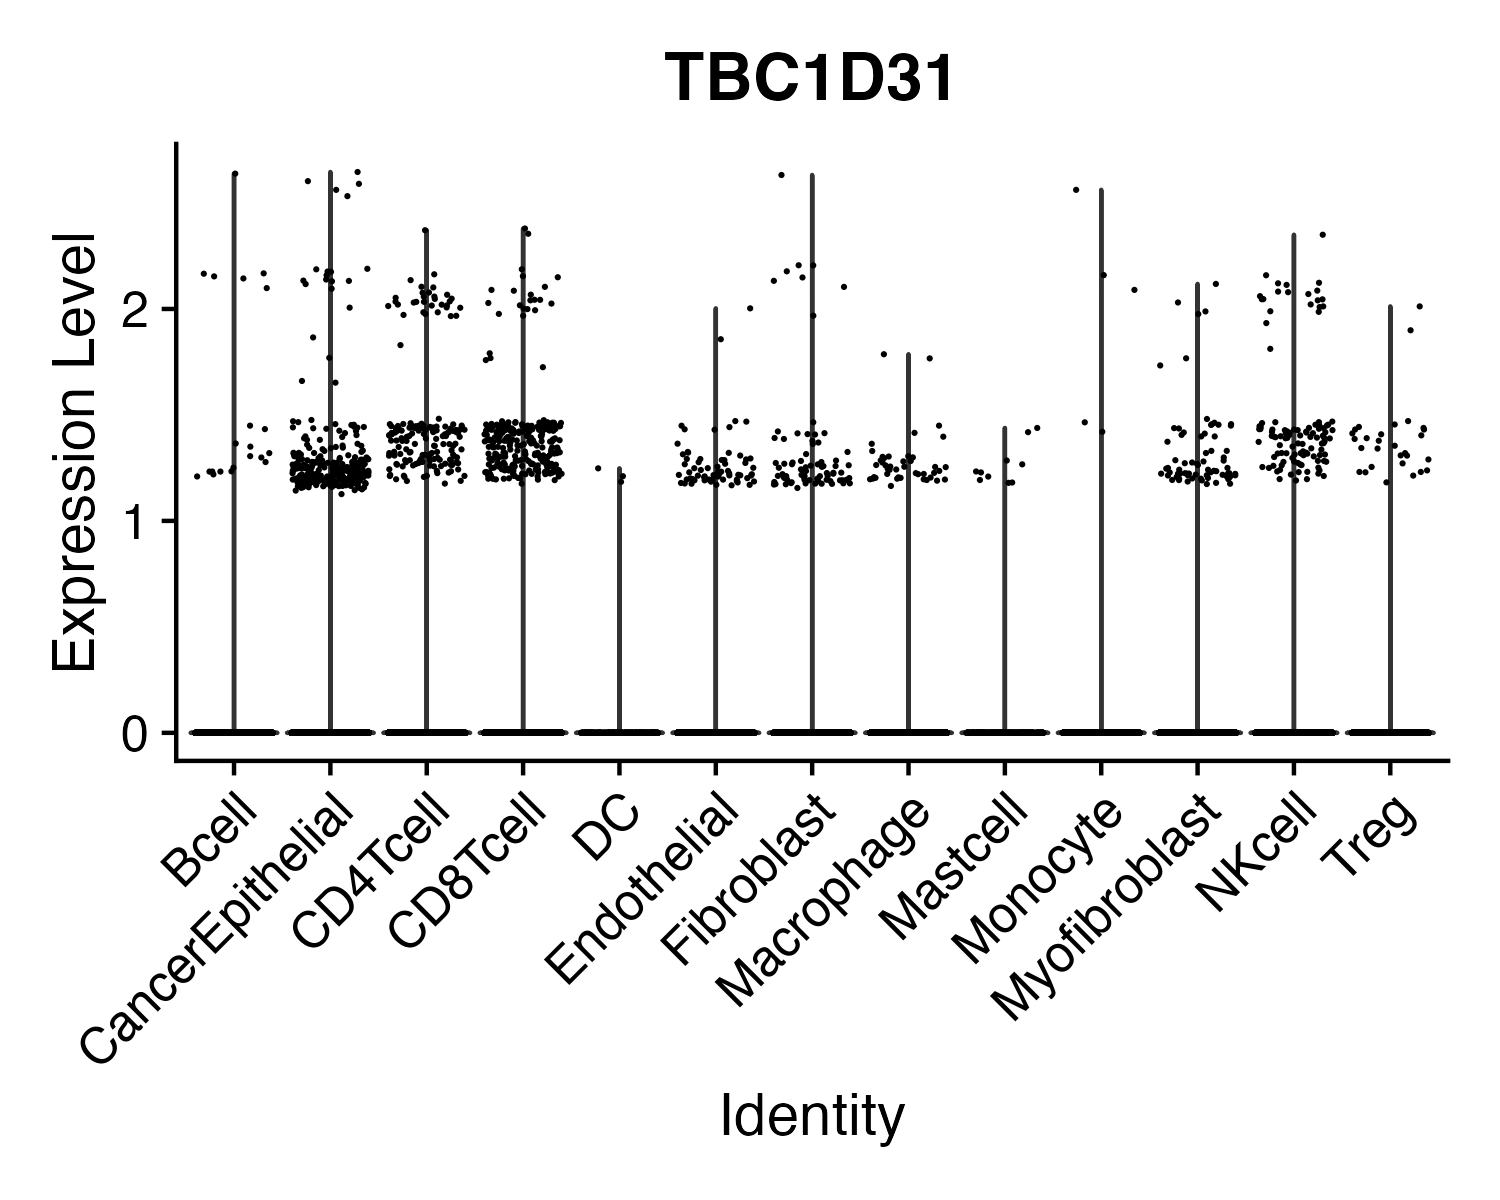 TBC1D31
Expression Level
2
1
0
Bcell
CancerEpithelial
CD4Tcell
CD8Tcell
DC
Endothelial
Fibroblast
Macrophage
Mastcell
Monocyte
Myofibroblast
NKcell
Treg
Identity